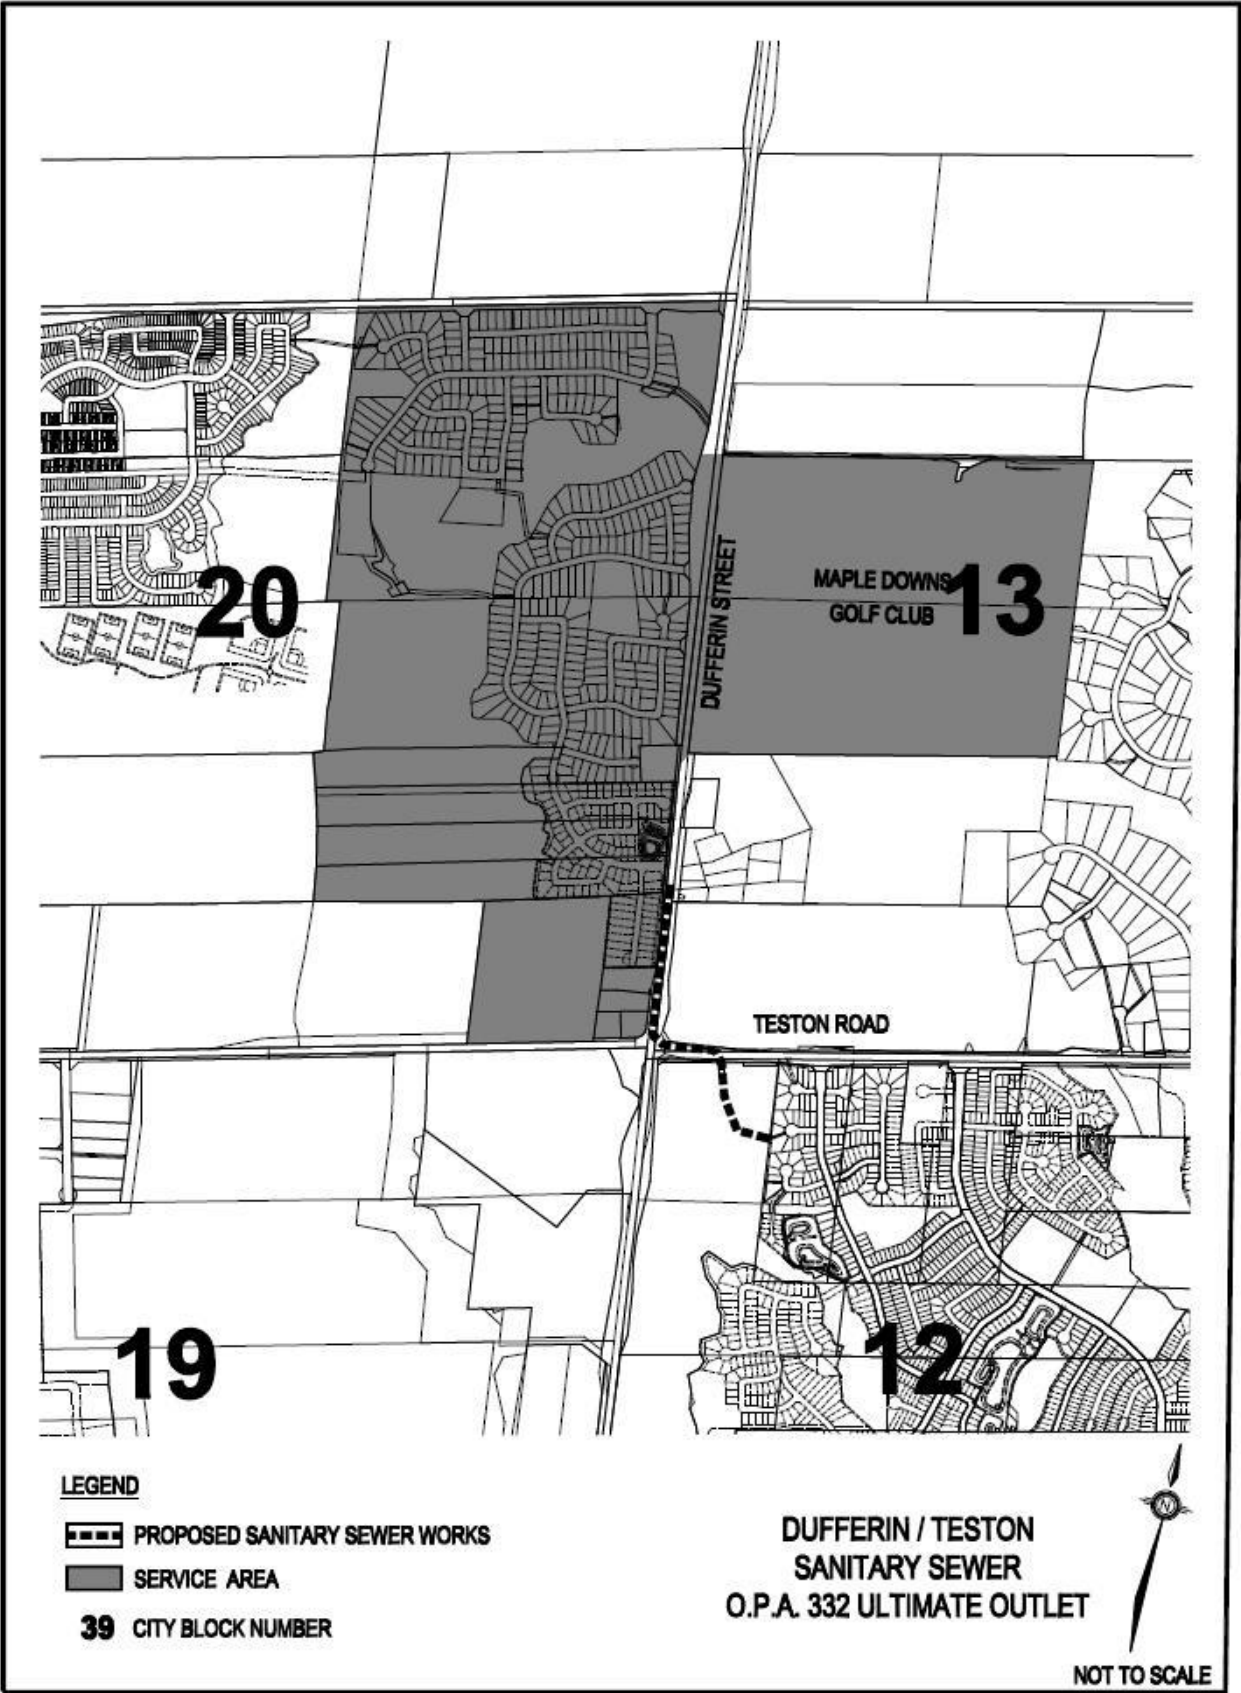 20
13
MAPLE DOWNS
GOLF CLUB
DUFFERIN STREET
TESTON ROAD
19
12
LEGEND
PROPOSED SANITARY SEWER WORKS
SERVICE AREA
39 CITY BLOCK NUMBER
DUFFERIN / TESTON
SANITARY SEWER
O.P.A. 332 ULTIMATE OUTLET
N
NOT TO SCALE